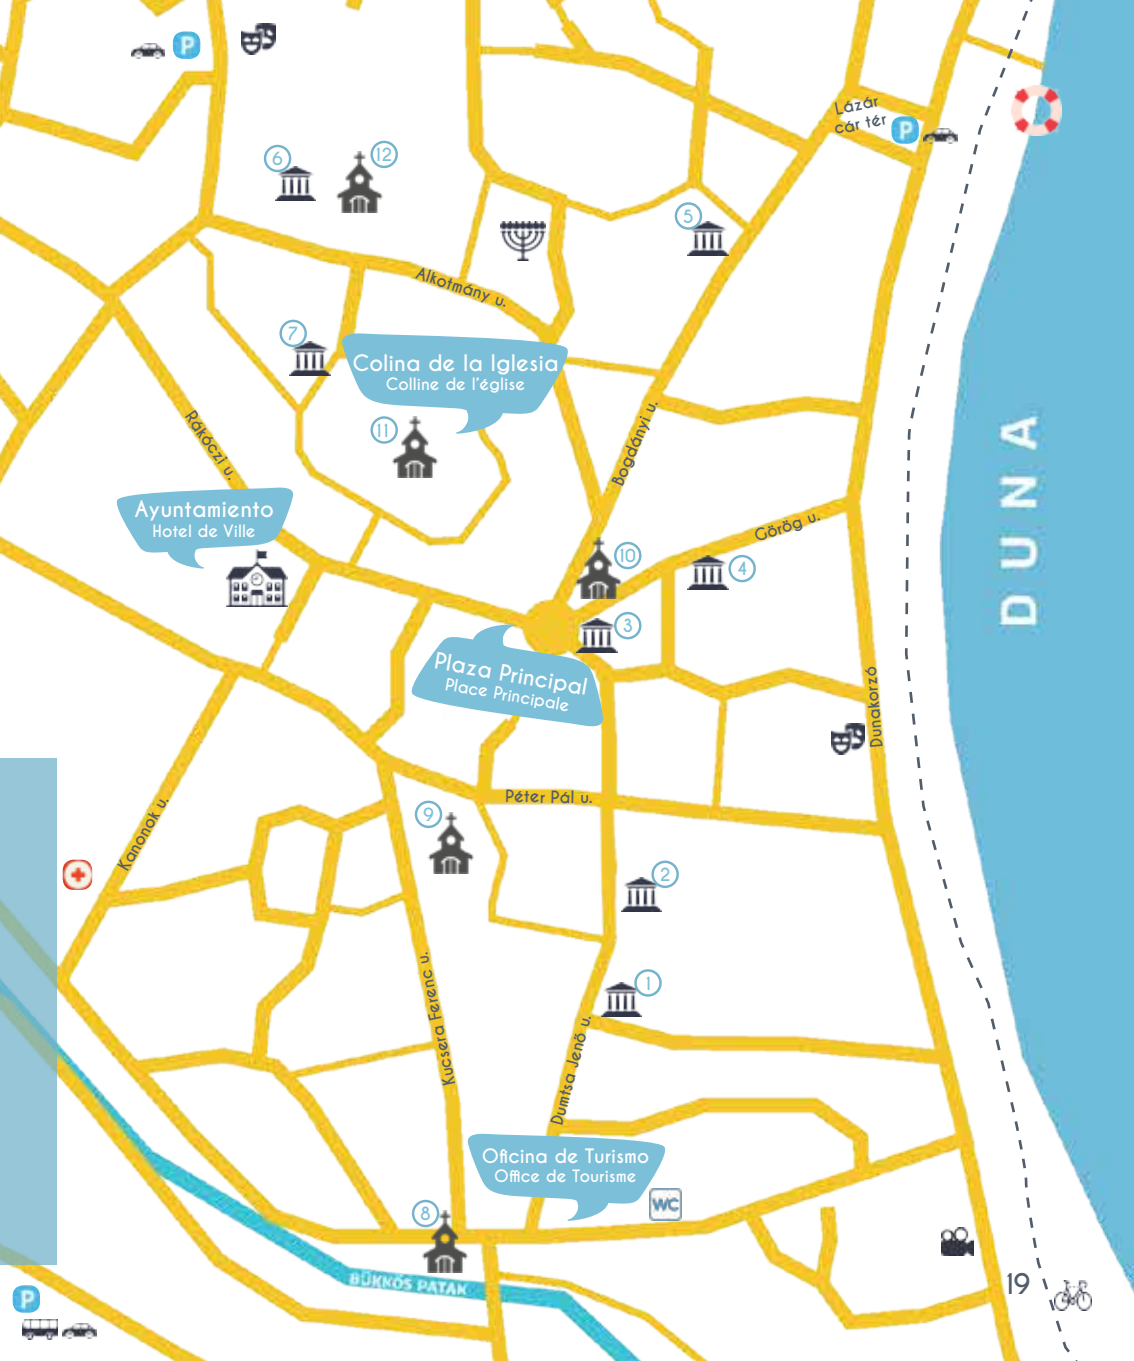 P
Lázár
cár tér
P
6
12
5
Alkotmány u.
7
Colina de la Iglesia
Colline de l'église
11
Rákóczi u.
Bogdányi u.
DUNA
Ayuntamiento
Hotel de Ville
Görög u.
10
4
3
Plaza Principal
Place Principale
Dunakorzó
Péter Pál u.
9
Kanonok u.
2
Kucsera Ferenc u.
1
Dumtsa Jenő u.
Oficina de Turismo
Office de Tourisme
WC
8
BÜKKÖS PATAK
19
P